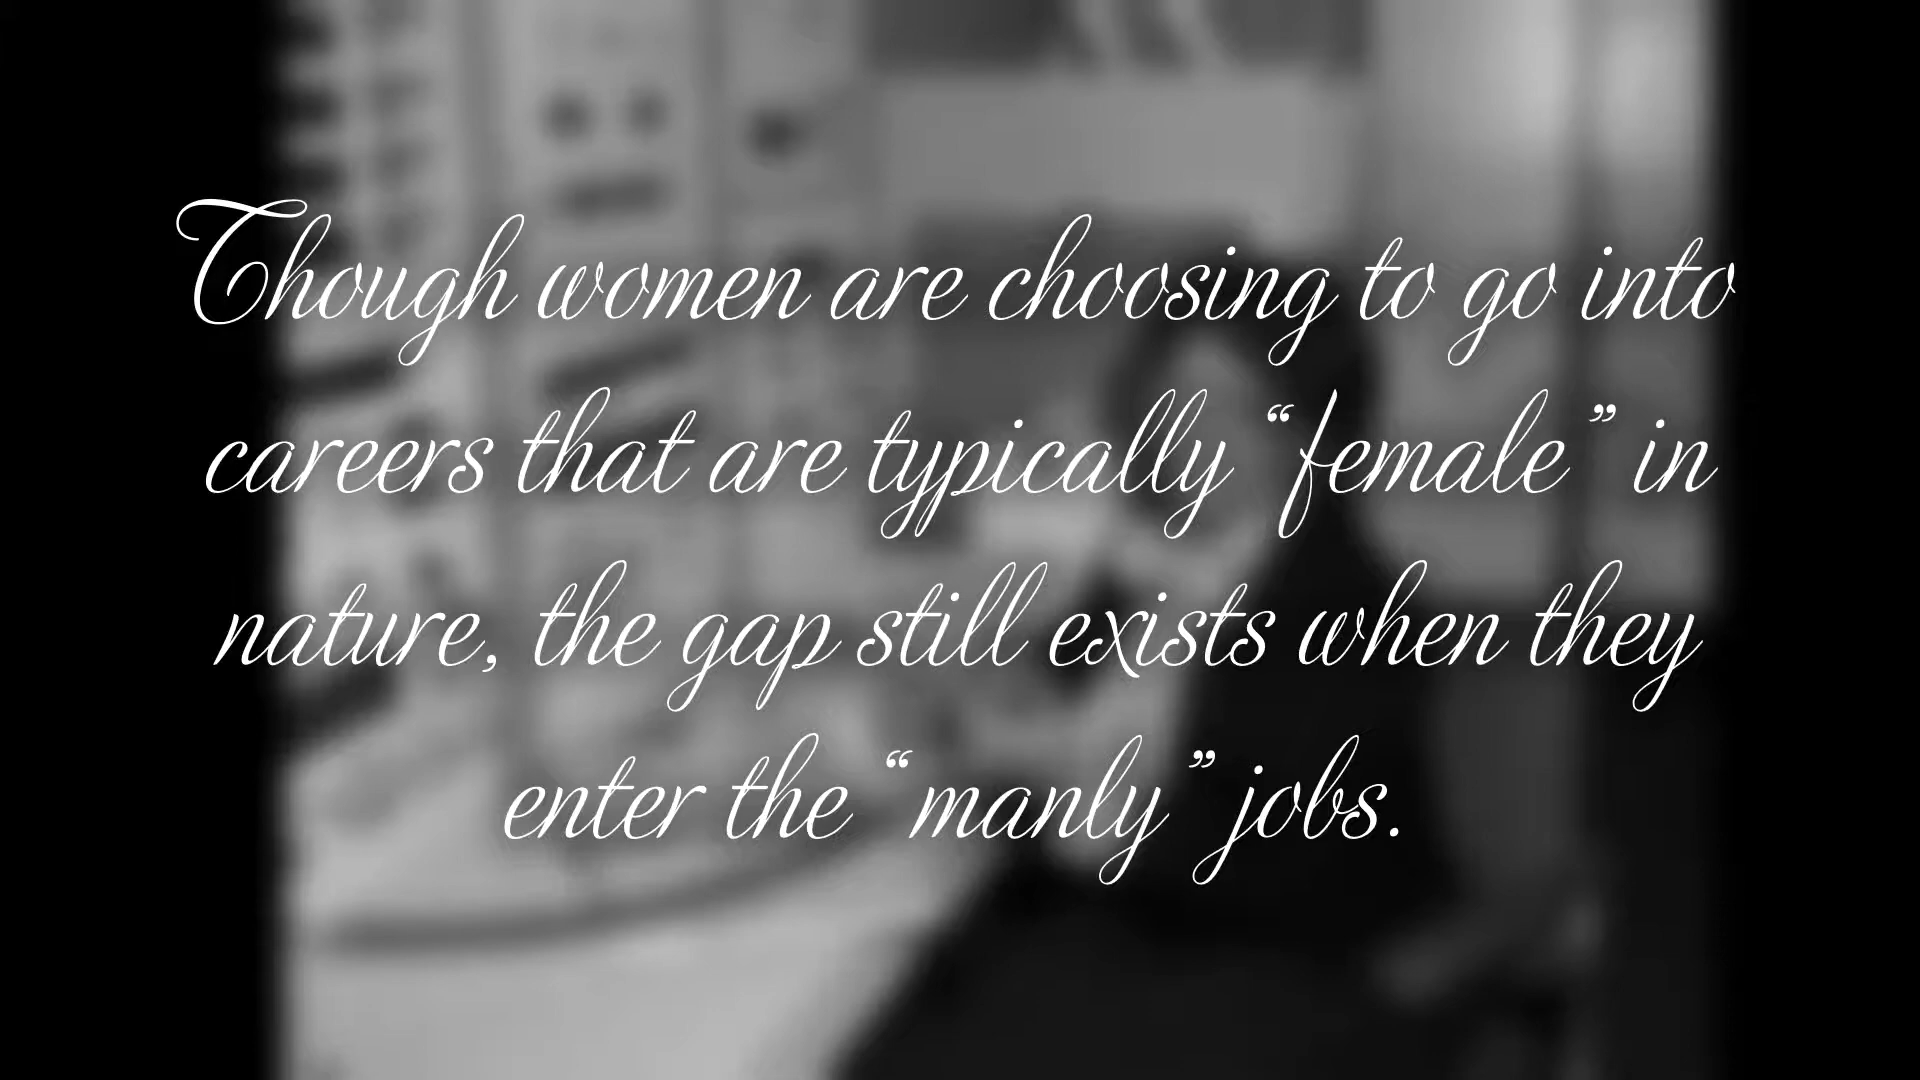 Though women are choosing to go into
careers that are typically “female” in
nature, the gap still exists when they
enter the “manly” jobs.